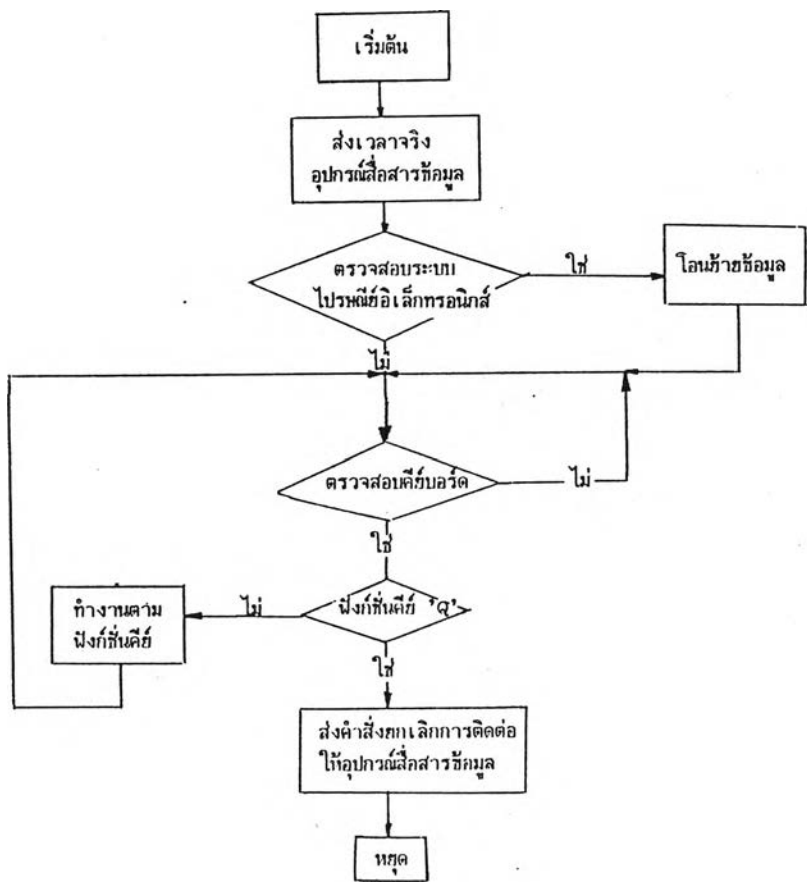 เริ่มต้น
ส่งเวลาจริง
อุปกรณ์สื่อสารข้อมูล
ตรวจสอบระบบ
ไปรษณีย์อิเล็กทรอนิกส์
ใช่
โอนย้ายข้อมูล
ไม่
ตรวจสอบคีย์บอร์ด
ไม่
ใช่
ฟังก์ชั่นคีย์ 'Q'
ไม่
ทำงานตาม
ฟังก์ชั่นคีย์
ใช่
ส่งคำสั่งยกเลิกการติดต่อ
ให้อุปกรณ์สื่อสารข้อมูล
หยุด